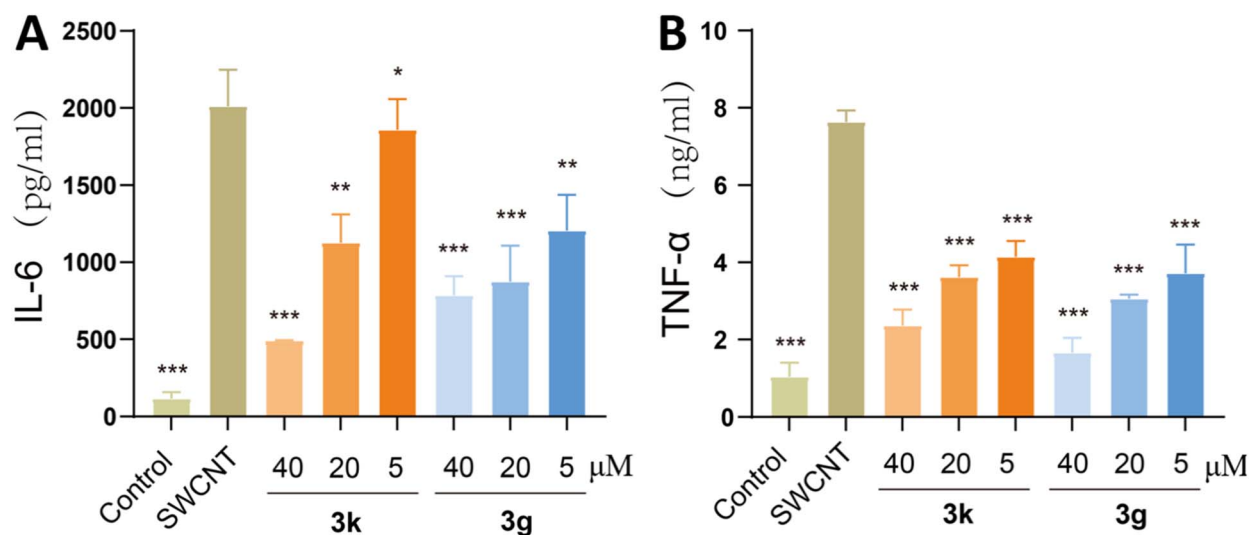 A
IL-6 (pg/ml)
2500
2000
1500
1000
500
0
***
***
**
*
***
***
**
Control
SWCNT
40
20
5
40
20
5
μM
3k
3g
B
TNF-α (ng/ml)
10
8
6
4
2
0
***
***
***
***
***
***
***
Control
SWCNT
40
20
5
40
20
5
μM
3k
3g